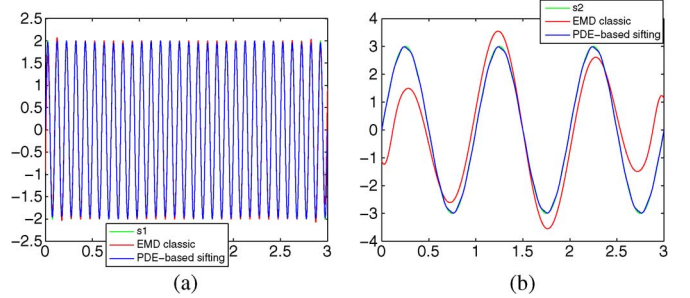 2.5
2
1.5
1
0.5
0
−0.5
−1
−1.5
−2
−2.5
0 0.5 1 1.5 2 2.5 3
s1
EMD classic
PDE−based sifting
(a)
4
3
2
1
0
−1
−2
−3
−4
0 0.5 1 1.5 2 2.5 3
s2
EMD classic
PDE−based sifting
(b)